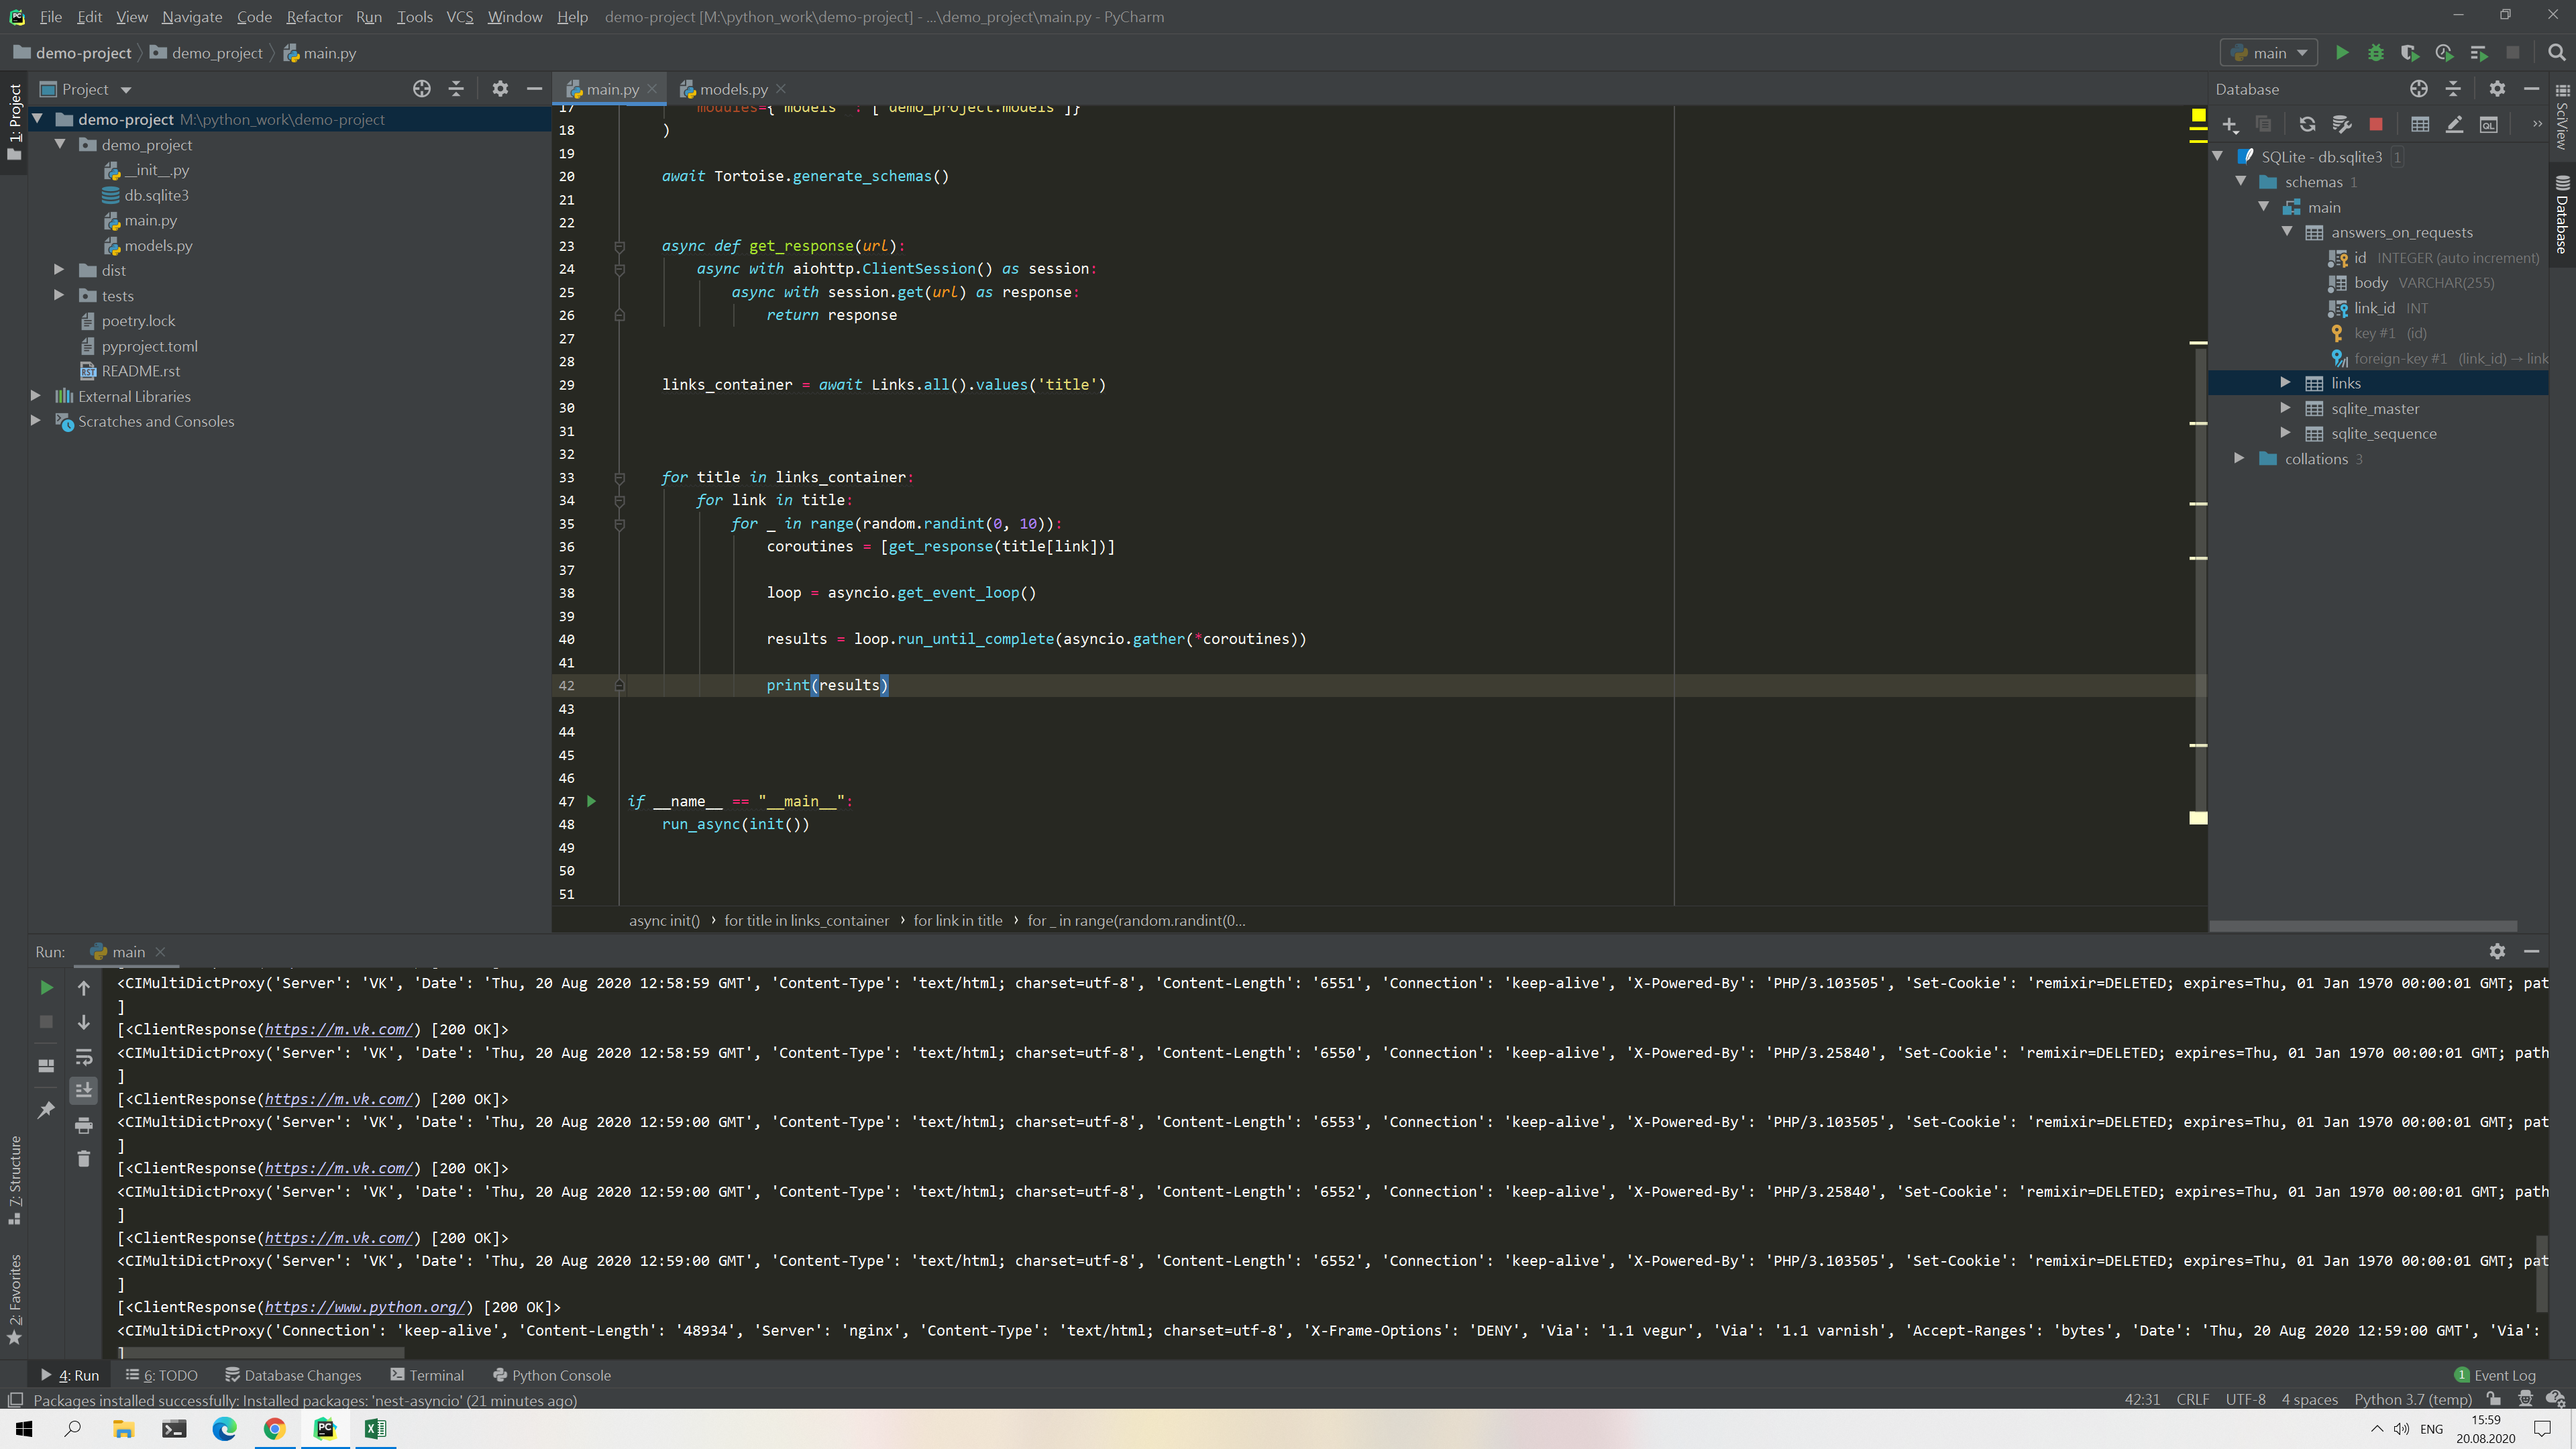 File Edit View Navigate Code Refactor Run Tools VCS Window Help demo-project [M:\python_work\demo-project] - ...\demo_project\main.py - PyCharm
demo-project demo_project main.py
main
1: Project
Project
demo-project M:\python_work\demo-project
demo_project
__init__.py
db.sqlite3
main.py
models.py
dist
tests
poetry.lock
pyproject.toml
README.rst
External Libraries
Scratches and Consoles
main.py models.py
17 modules={'models' : ['demo_project.models']}
18 )
19
20 await Tortoise.generate_schemas()
21
22
23 async def get_response(url):
24 async with aiohttp.ClientSession() as session:
25 async with session.get(url) as response:
26 return response
27
28
29 links_container = await Links.all().values('title')
30
31
32
33 for title in links_container:
34 for link in title:
35 for _ in range(random.randint(0, 10)):
36 coroutines = [get_response(title[link])]
37
38 loop = asyncio.get_event_loop()
39
40 results = loop.run_until_complete(asyncio.gather(*coroutines))
41
42 print(results)
43
44
45
46
47 if __name__ == "__main__":
48 run_async(init())
49
50
51
async init() › for title in links_container › for link in title › for _ in range(random.randint(0...
Database
SQLite - db.sqlite3 1
schemas 1
main
answers_on_requests
id INTEGER (auto increment)
body VARCHAR(255)
link_id INT
key #1 (id)
foreign-key #1 (link_id) → link
links
sqlite_master
sqlite_sequence
collations 3
SciView
Database
Run: main
<CIMultiDictProxy('Server': 'VK', 'Date': 'Thu, 20 Aug 2020 12:58:59 GMT', 'Content-Type': 'text/html; charset=utf-8', 'Content-Length': '6551', 'Connection': 'keep-alive', 'X-Powered-By': 'PHP/3.103505', 'Set-Cookie': 'remixir=DELETED; expires=Thu, 01 Jan 1970 00:00:01 GMT; pat
]
[<ClientResponse(https://m.vk.com/) [200 OK]>
<CIMultiDictProxy('Server': 'VK', 'Date': 'Thu, 20 Aug 2020 12:58:59 GMT', 'Content-Type': 'text/html; charset=utf-8', 'Content-Length': '6550', 'Connection': 'keep-alive', 'X-Powered-By': 'PHP/3.25840', 'Set-Cookie': 'remixir=DELETED; expires=Thu, 01 Jan 1970 00:00:01 GMT; path
]
[<ClientResponse(https://m.vk.com/) [200 OK]>
<CIMultiDictProxy('Server': 'VK', 'Date': 'Thu, 20 Aug 2020 12:59:00 GMT', 'Content-Type': 'text/html; charset=utf-8', 'Content-Length': '6553', 'Connection': 'keep-alive', 'X-Powered-By': 'PHP/3.103505', 'Set-Cookie': 'remixir=DELETED; expires=Thu, 01 Jan 1970 00:00:01 GMT; pat
]
[<ClientResponse(https://m.vk.com/) [200 OK]>
<CIMultiDictProxy('Server': 'VK', 'Date': 'Thu, 20 Aug 2020 12:59:00 GMT', 'Content-Type': 'text/html; charset=utf-8', 'Content-Length': '6552', 'Connection': 'keep-alive', 'X-Powered-By': 'PHP/3.25840', 'Set-Cookie': 'remixir=DELETED; expires=Thu, 01 Jan 1970 00:00:01 GMT; path
]
[<ClientResponse(https://m.vk.com/) [200 OK]>
<CIMultiDictProxy('Server': 'VK', 'Date': 'Thu, 20 Aug 2020 12:59:00 GMT', 'Content-Type': 'text/html; charset=utf-8', 'Content-Length': '6552', 'Connection': 'keep-alive', 'X-Powered-By': 'PHP/3.103505', 'Set-Cookie': 'remixir=DELETED; expires=Thu, 01 Jan 1970 00:00:01 GMT; pat
]
[<ClientResponse(https://www.python.org/) [200 OK]>
<CIMultiDictProxy('Connection': 'keep-alive', 'Content-Length': '48934', 'Server': 'nginx', 'Content-Type': 'text/html; charset=utf-8', 'X-Frame-Options': 'DENY', 'Via': '1.1 vegur', 'Via': '1.1 varnish', 'Accept-Ranges': 'bytes', 'Date': 'Thu, 20 Aug 2020 12:59:00 GMT', 'Via':
]
7: Structure
2: Favorites
4: Run 6: TODO Database Changes Terminal Python Console 1 Event Log
Packages installed successfully: Installed packages: 'nest-asyncio' (21 minutes ago) 42:31 CRLF UTF-8 4 spaces Python 3.7 (temp)
ENG 15:59
20.08.2020